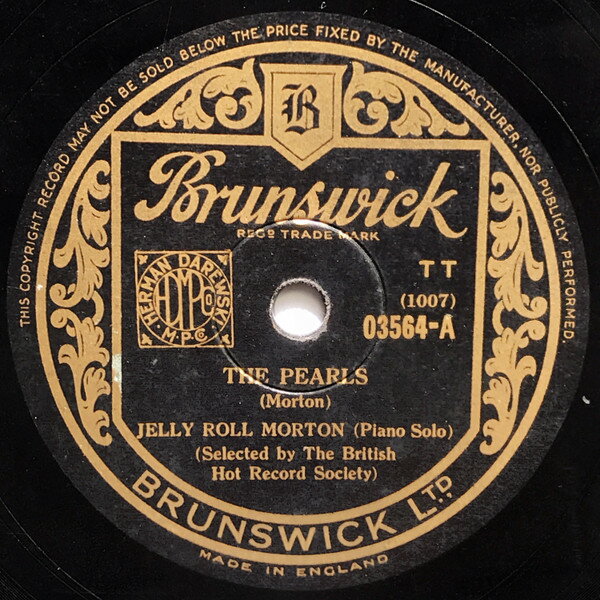 THIS COPYRIGHT RECORD MAY NOT BE SOLD BELOW THE PRICE FIXED BY THE MANUFACTURER, NOR PUBLICLY PERFORMED.
B
Brunswick
REGD TRADE MARK
HERMAN DAREWSKI
M.P.Co
HDMPCo
TT
(1007)
03564-A
THE PEARLS
(Morton)
JELLY ROLL MORTON (Piano Solo)
(Selected by The British
Hot Record Society)
BRUNSWICK LTD.
MADE IN ENGLAND